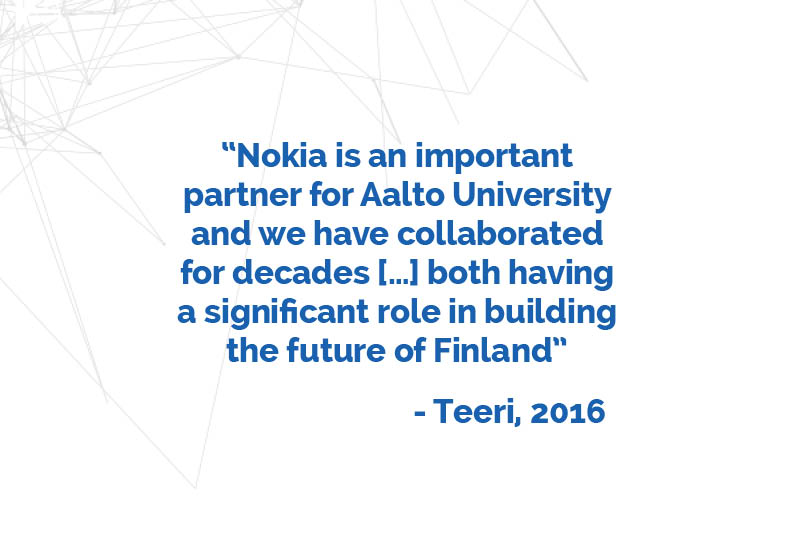 “Nokia is an important
partner for Aalto University
and we have collaborated
for decades [...] both having
a significant role in building
the future of Finland”
- Teeri, 2016